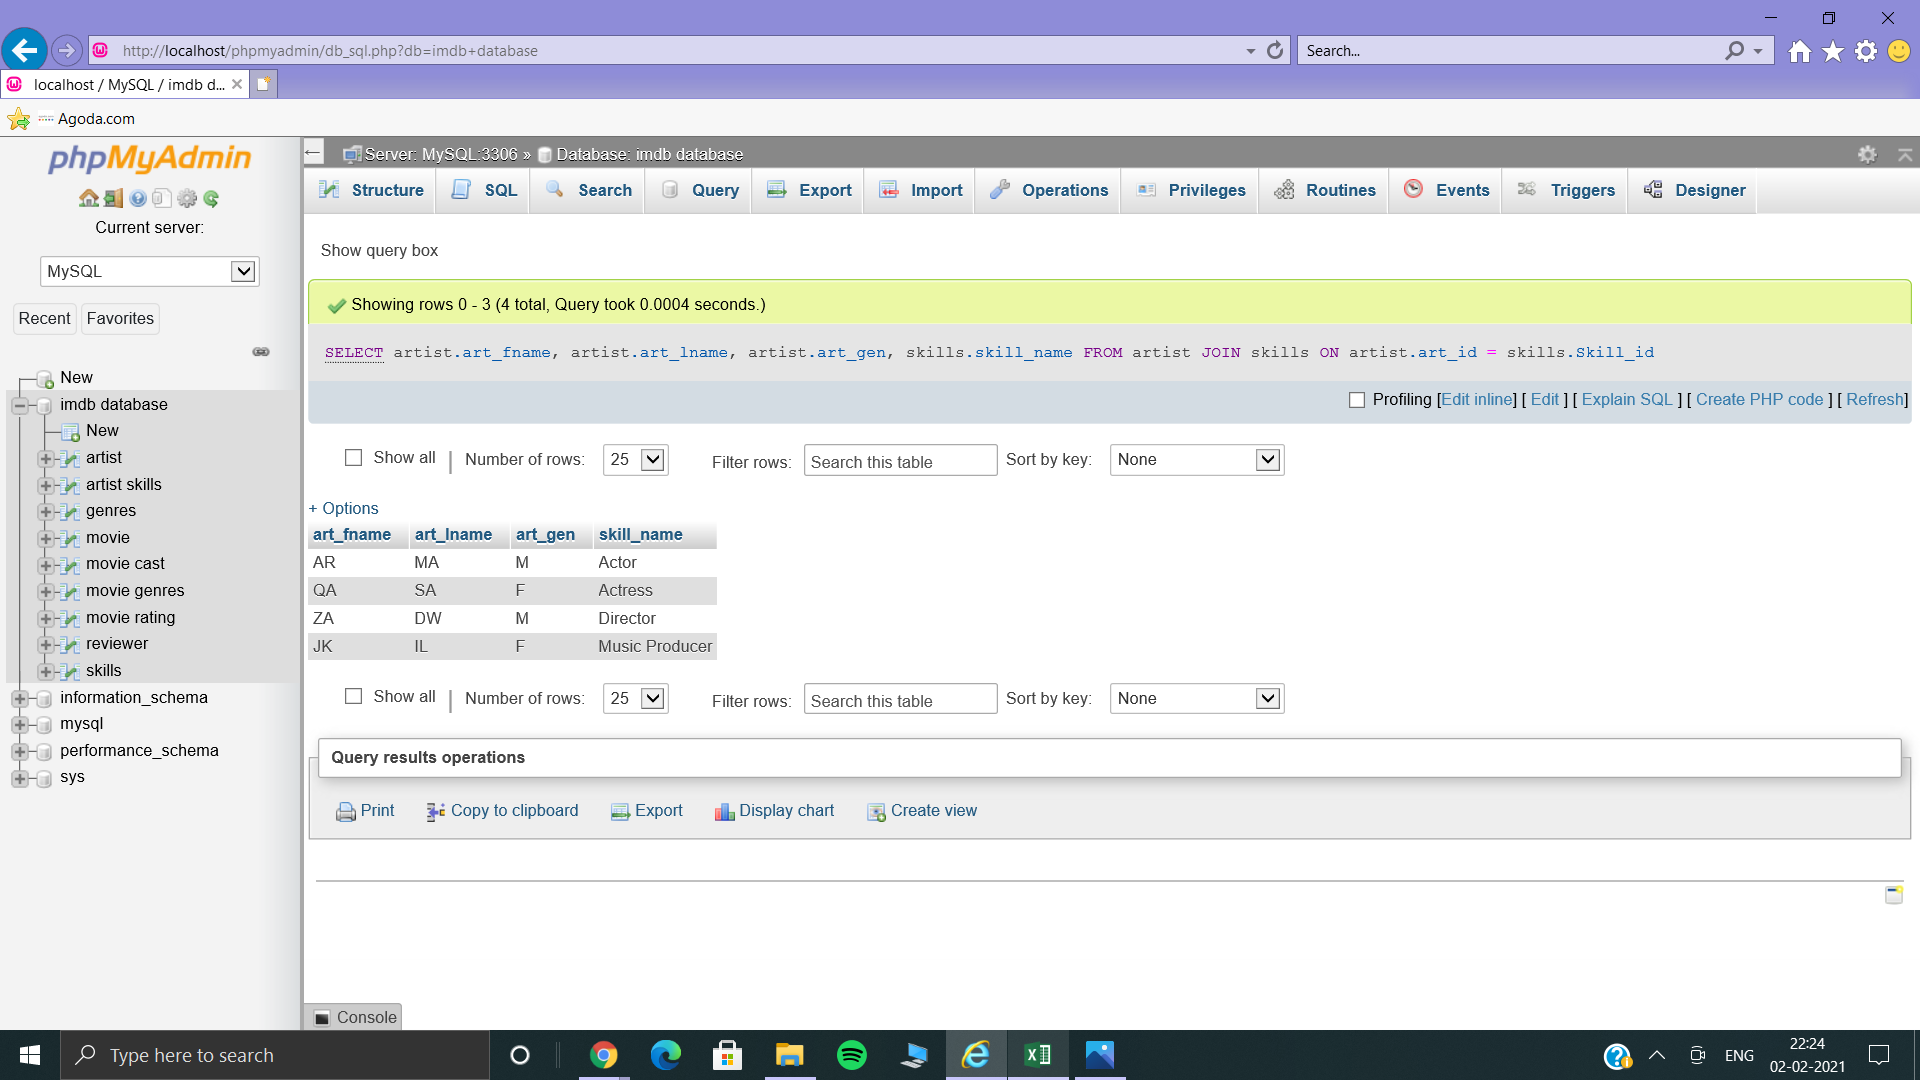 http://localhost/phpmyadmin/db_sql.php?db=imdb+database
Search...
localhost / MySQL / imdb d...
Agoda.com
phpMyAdmin
Current server:
MySQL
Recent Favorites
New
imdb database
New
artist
artist skills
genres
movie
movie cast
movie genres
movie rating
reviewer
skills
information_schema
mysql
performance_schema
sys
Server: MySQL:3306 » Database: imdb database
Structure SQL Search Query Export Import Operations Privileges Routines Events Triggers Designer
Show query box
Showing rows 0 - 3 (4 total, Query took 0.0004 seconds.)
SELECT artist.art_fname, artist.art_lname, artist.art_gen, skills.skill_name FROM artist JOIN skills ON artist.art_id = skills.Skill_id
Profiling [Edit inline] [ Edit ] [ Explain SQL ] [ Create PHP code ] [ Refresh]
Show all | Number of rows: 25 Filter rows: Search this table Sort by key: None
+ Options
art_fname art_lname art_gen skill_name
AR MA M Actor
QA SA F Actress
ZA DW M Director
JK IL F Music Producer
Show all | Number of rows: 25 Filter rows: Search this table Sort by key: None
Query results operations
Print Copy to clipboard Export Display chart Create view
Console
Type here to search
ENG
22:24
02-02-2021